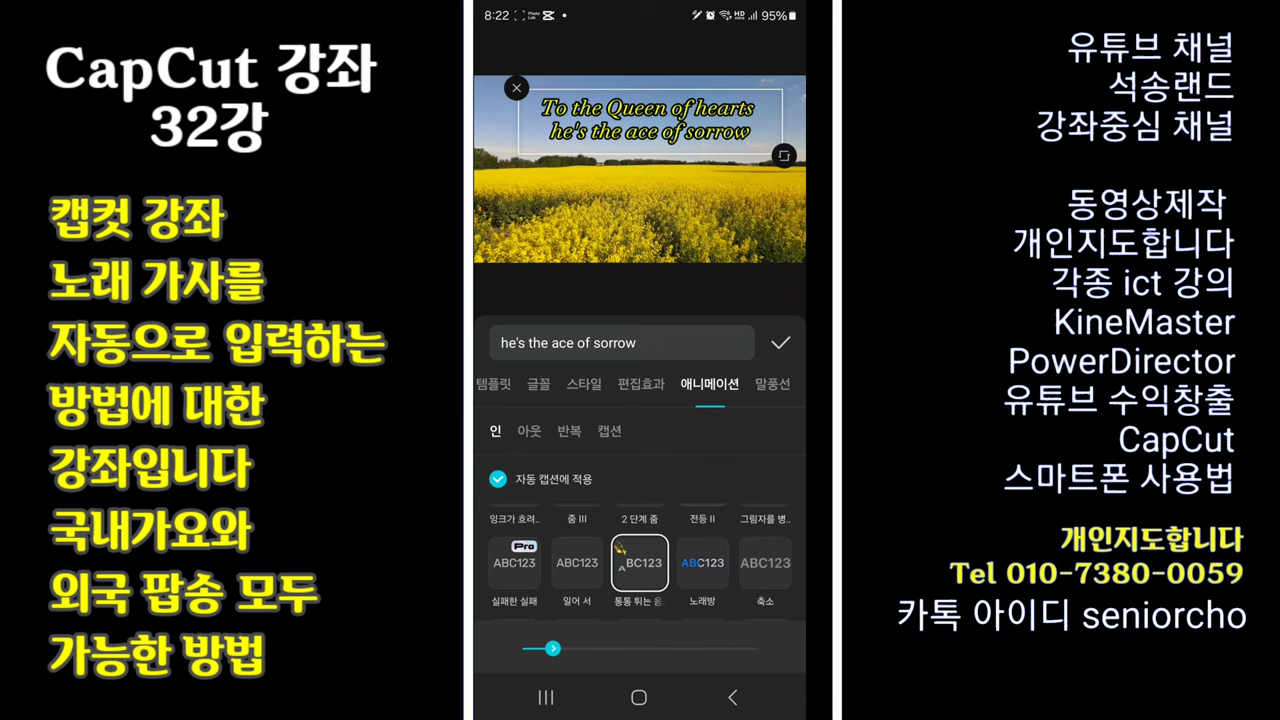 CapCut 강좌
32강
캡컷 강좌
노래 가사를
자동으로 입력하는
방법에 대한
강좌입니다
국내가요와
외국 팝송 모두
가능한 방법
8:22
95%
To the Queen of hearts
he's the ace of sorrow
he's the ace of sorrow
템플릿 글꼴 스타일 편집효과 애니메이션 말풍선
인 아웃 반복 캡션
자동 캡션에 적용
잉크가 흐려.. 줌 III 2 단계 줌 전등 II 그림자를 병..
Pro
ABC123 ABC123 ABC123 ABC123 ABC123
실패한 실패 일어 서 통통 튀는 음 노래방 축소
유튜브 채널
석송랜드
강좌중심 채널
동영상제작
개인지도합니다
각종 ict 강의
KineMaster
PowerDirector
유튜브 수익창출
CapCut
스마트폰 사용법
개인지도합니다
Tel 010-7380-0059
카톡 아이디 seniorcho